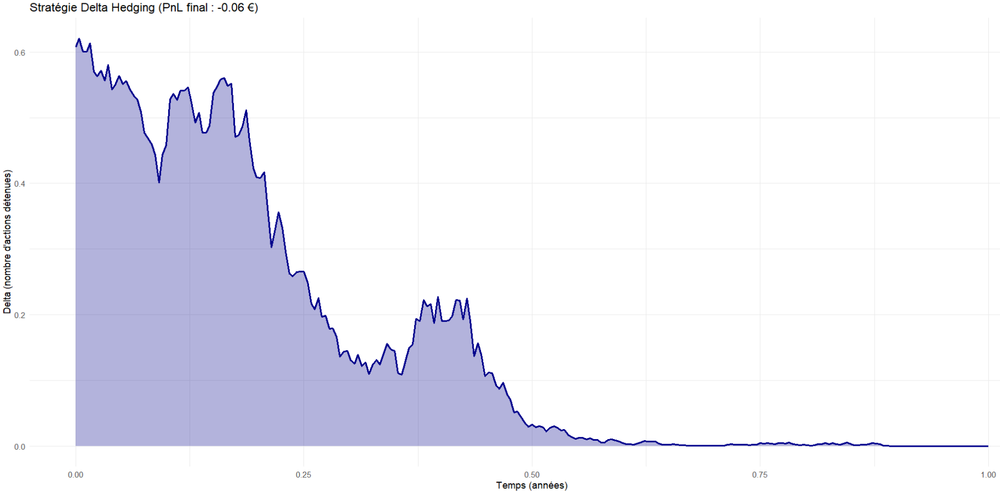 Stratégie Delta Hedging (PnL final : -0.06 €)
Delta (nombre d'actions détenues)
0.6
0.4
0.2
0.0
0.00 0.25 0.50 0.75 1.00
Temps (années)